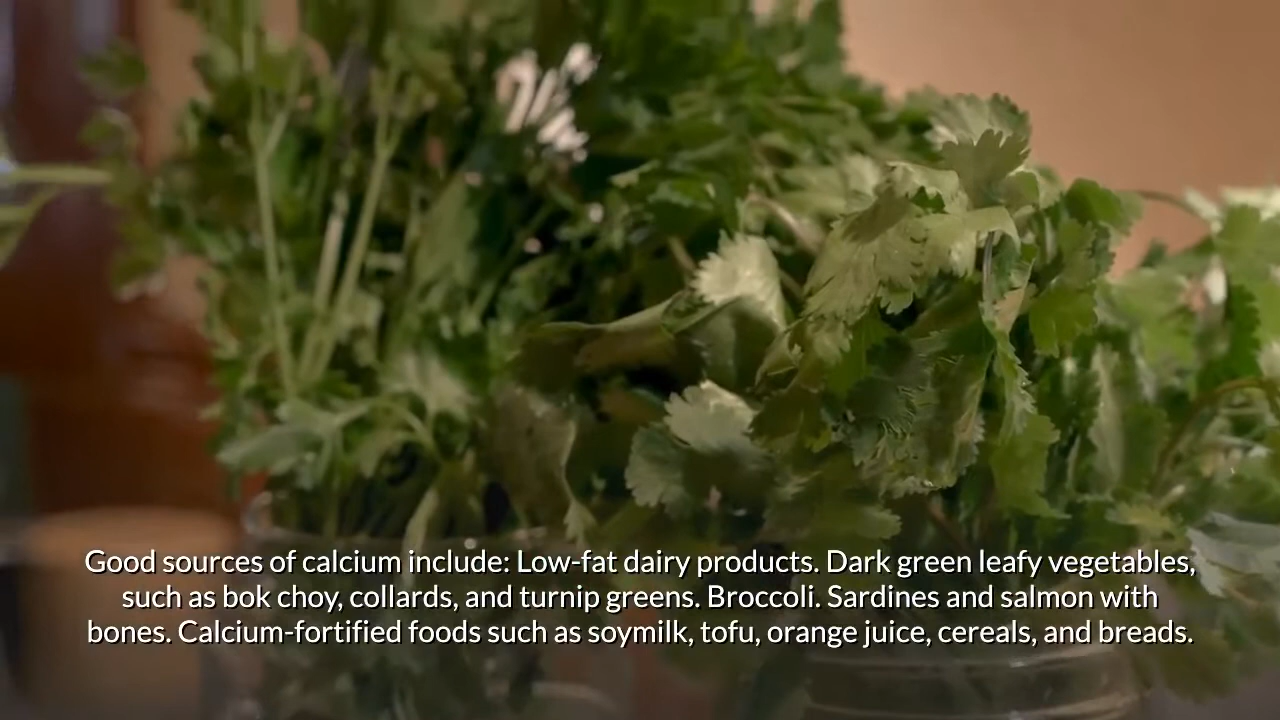 Good sources of calcium include: Low-fat dairy products. Dark green leafy vegetables,
such as bok choy, collards, and turnip greens. Broccoli. Sardines and salmon with
bones. Calcium-fortified foods such as soymilk, tofu, orange juice, cereals, and breads.